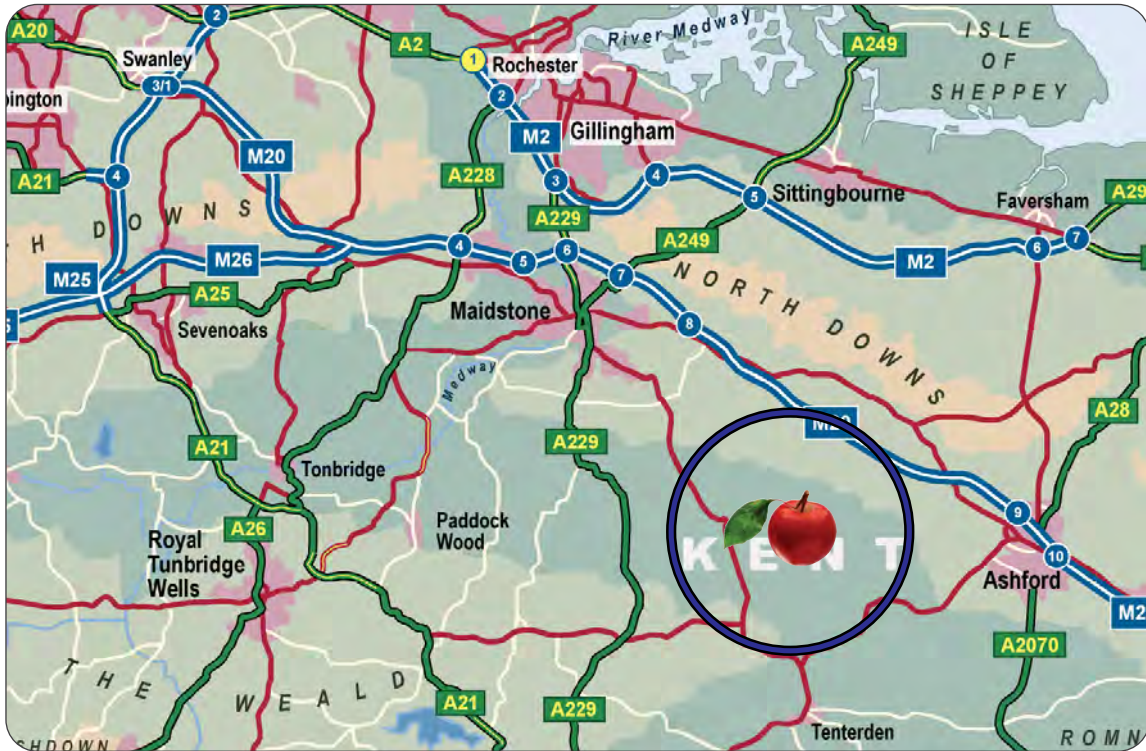 A20
2
A2
1
River Medway
A249
ISLE
OF
SHEPPEY
Swanley
Rochester
3/1
pington
2
Gillingham
M2
M20
A21
4
A228
3
4
5
Sittingbourne
A29
Faversham
H DOWNS
A229
M26
4
5
6
A249
M2
6
7
M25
7
NORTH DOWNS
A25
Maidstone
Sevenoaks
8
Medway
A28
A21
A229
M20
Tonbridge
9
A26
Paddock
Wood
Royal
Tunbridge
Wells
KENT
10
Ashford
M2
A2070
THE WEALD
A21
A229
Tenterden
SHDOWN
ROMN